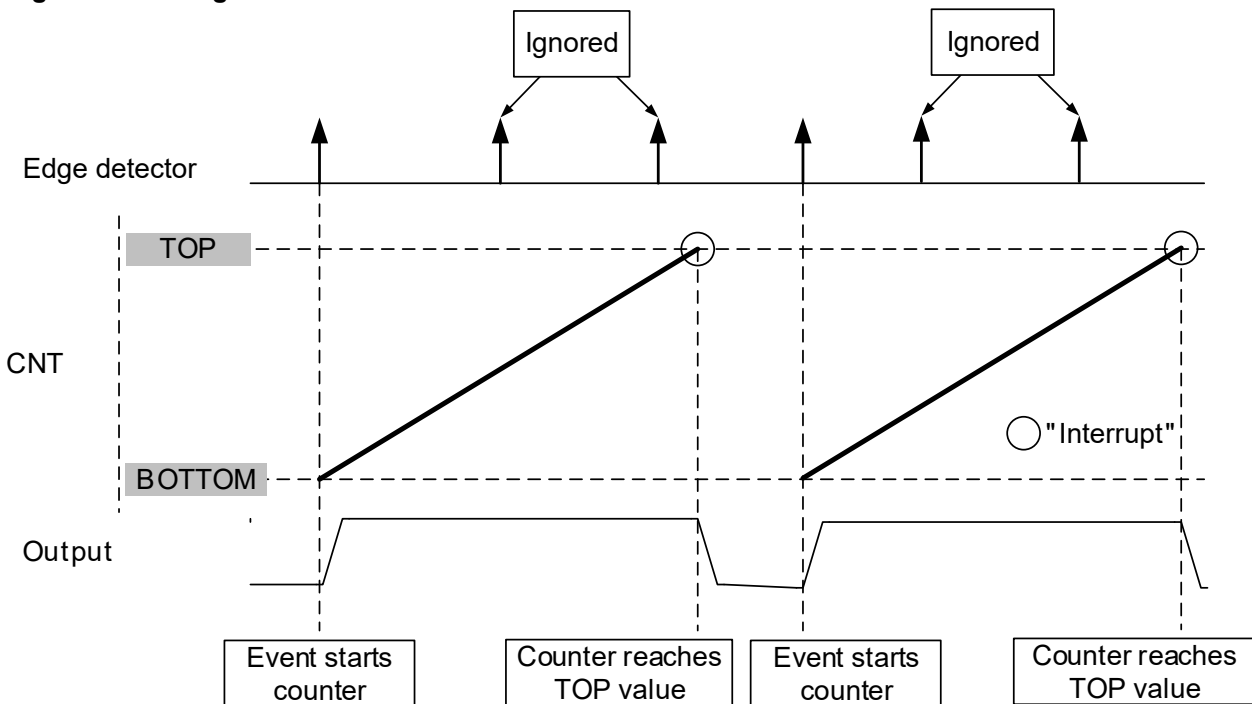 Ignored
Ignored
Edge detector
TOP
CNT
"Interrupt"
BOTTOM
Output
Event starts
counter
Counter reaches
TOP value
Event starts
counter
Counter reaches
TOP value